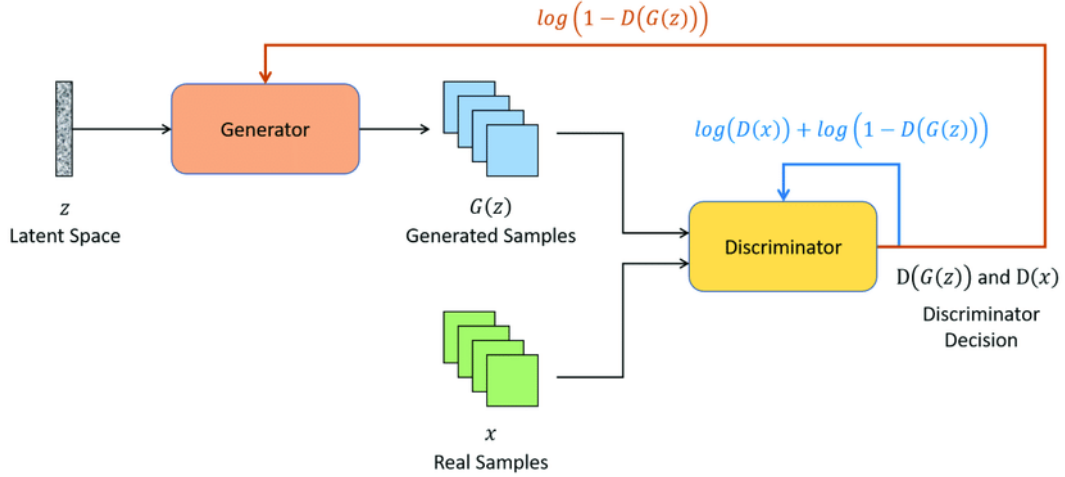 log(1 − D(G(z)))
Generator
log(D(x)) + log(1 − D(G(z)))
z
Latent Space
G(z)
Generated Samples
Discriminator
D(G(z)) and D(x)
Discriminator
Decision
x
Real Samples